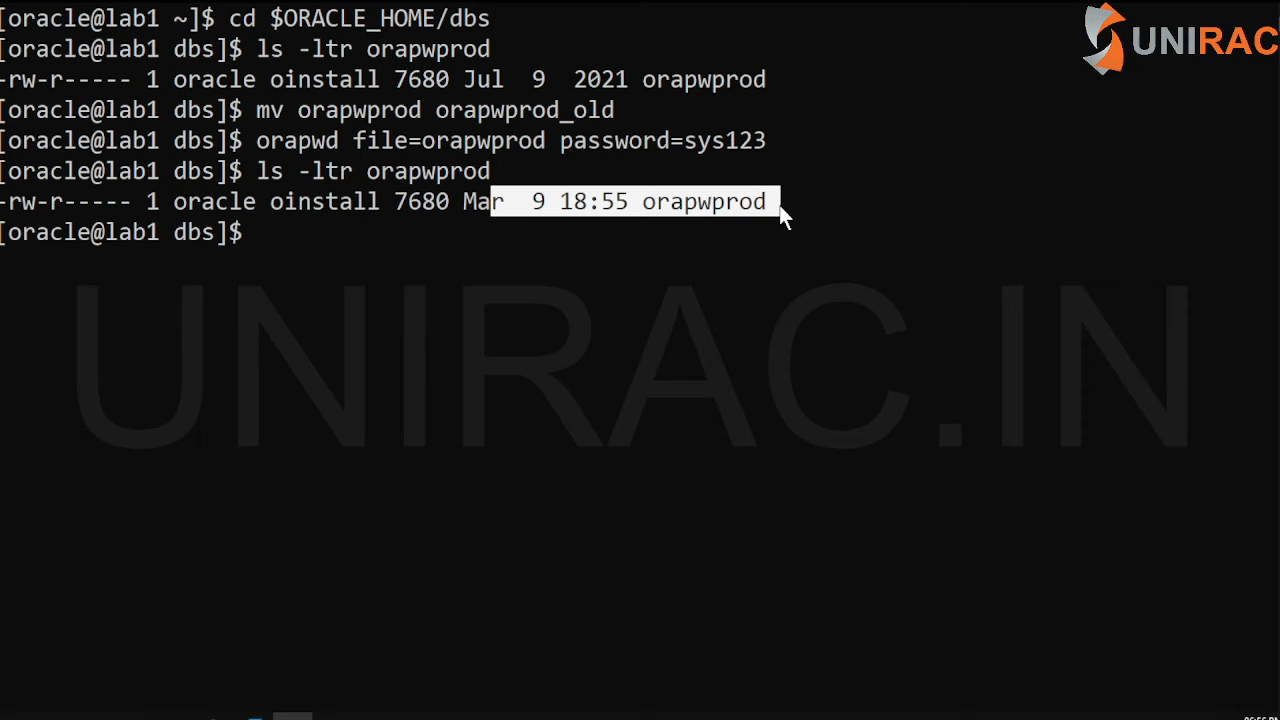 [oracle@lab1 ~]$ cd $ORACLE_HOME/dbs
[oracle@lab1 dbs]$ ls -ltr orapwprod
-rw-r----- 1 oracle oinstall 7680 Jul  9  2021 orapwprod
[oracle@lab1 dbs]$ mv orapwprod orapwprod_old
[oracle@lab1 dbs]$ orapwd file=orapwprod password=sys123
[oracle@lab1 dbs]$ ls -ltr orapwprod
-rw-r----- 1 oracle oinstall 7680 Mar  9 18:55 orapwprod
[oracle@lab1 dbs]$
UNIRAC
UNIRAC.IN